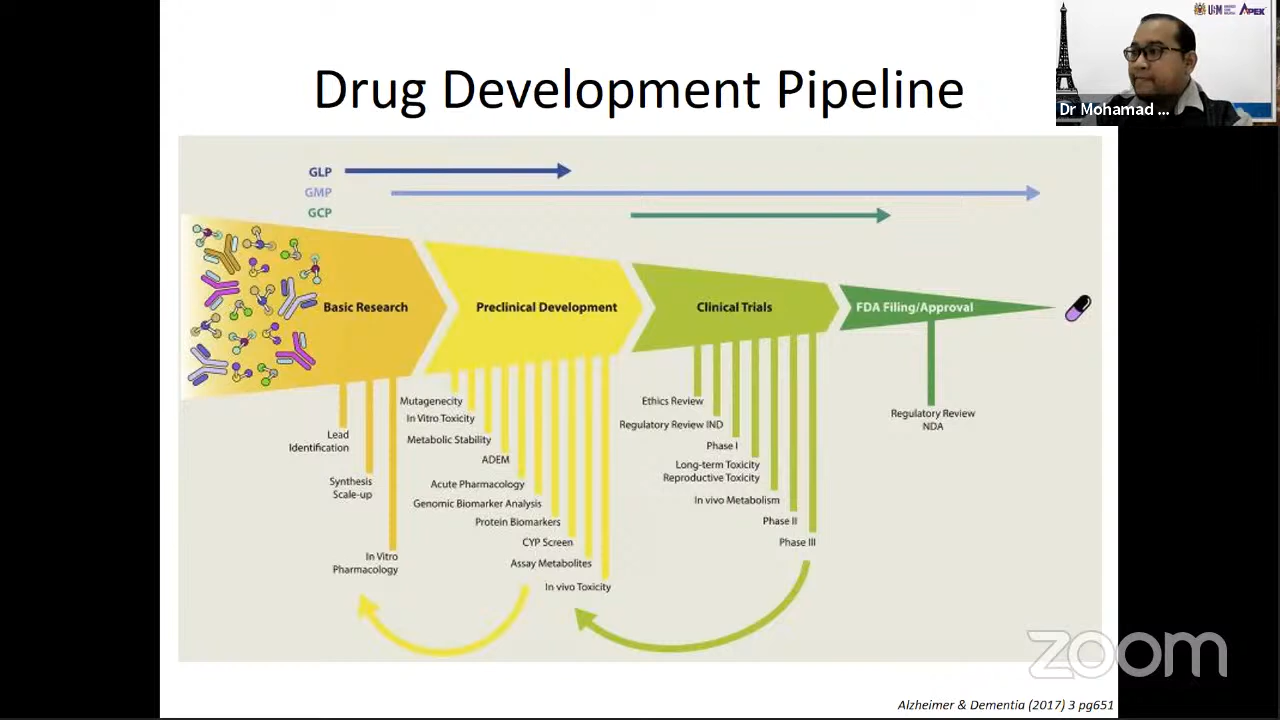 USM APEX
Dr Mohamad ...
Drug Development Pipeline
GLP
GMP
GCP
Basic Research
Preclinical Development
Clinical Trials
FDA Filing/Approval
Lead
Identification
Synthesis
Scale-up
In Vitro
Pharmacology
Mutagenecity
In Vitro Toxicity
Metabolic Stability
ADEM
Acute Pharmacology
Genomic Biomarker Analysis
Protein Biomarkers
CYP Screen
Assay Metabolites
In vivo Toxicity
Ethics Review
Regulatory Review IND
Phase I
Long-term Toxicity
Reproductive Toxicity
In vivo Metabolism
Phase II
Phase III
Regulatory Review
NDA
zoom
Alzheimer & Dementia (2017) 3 pg651